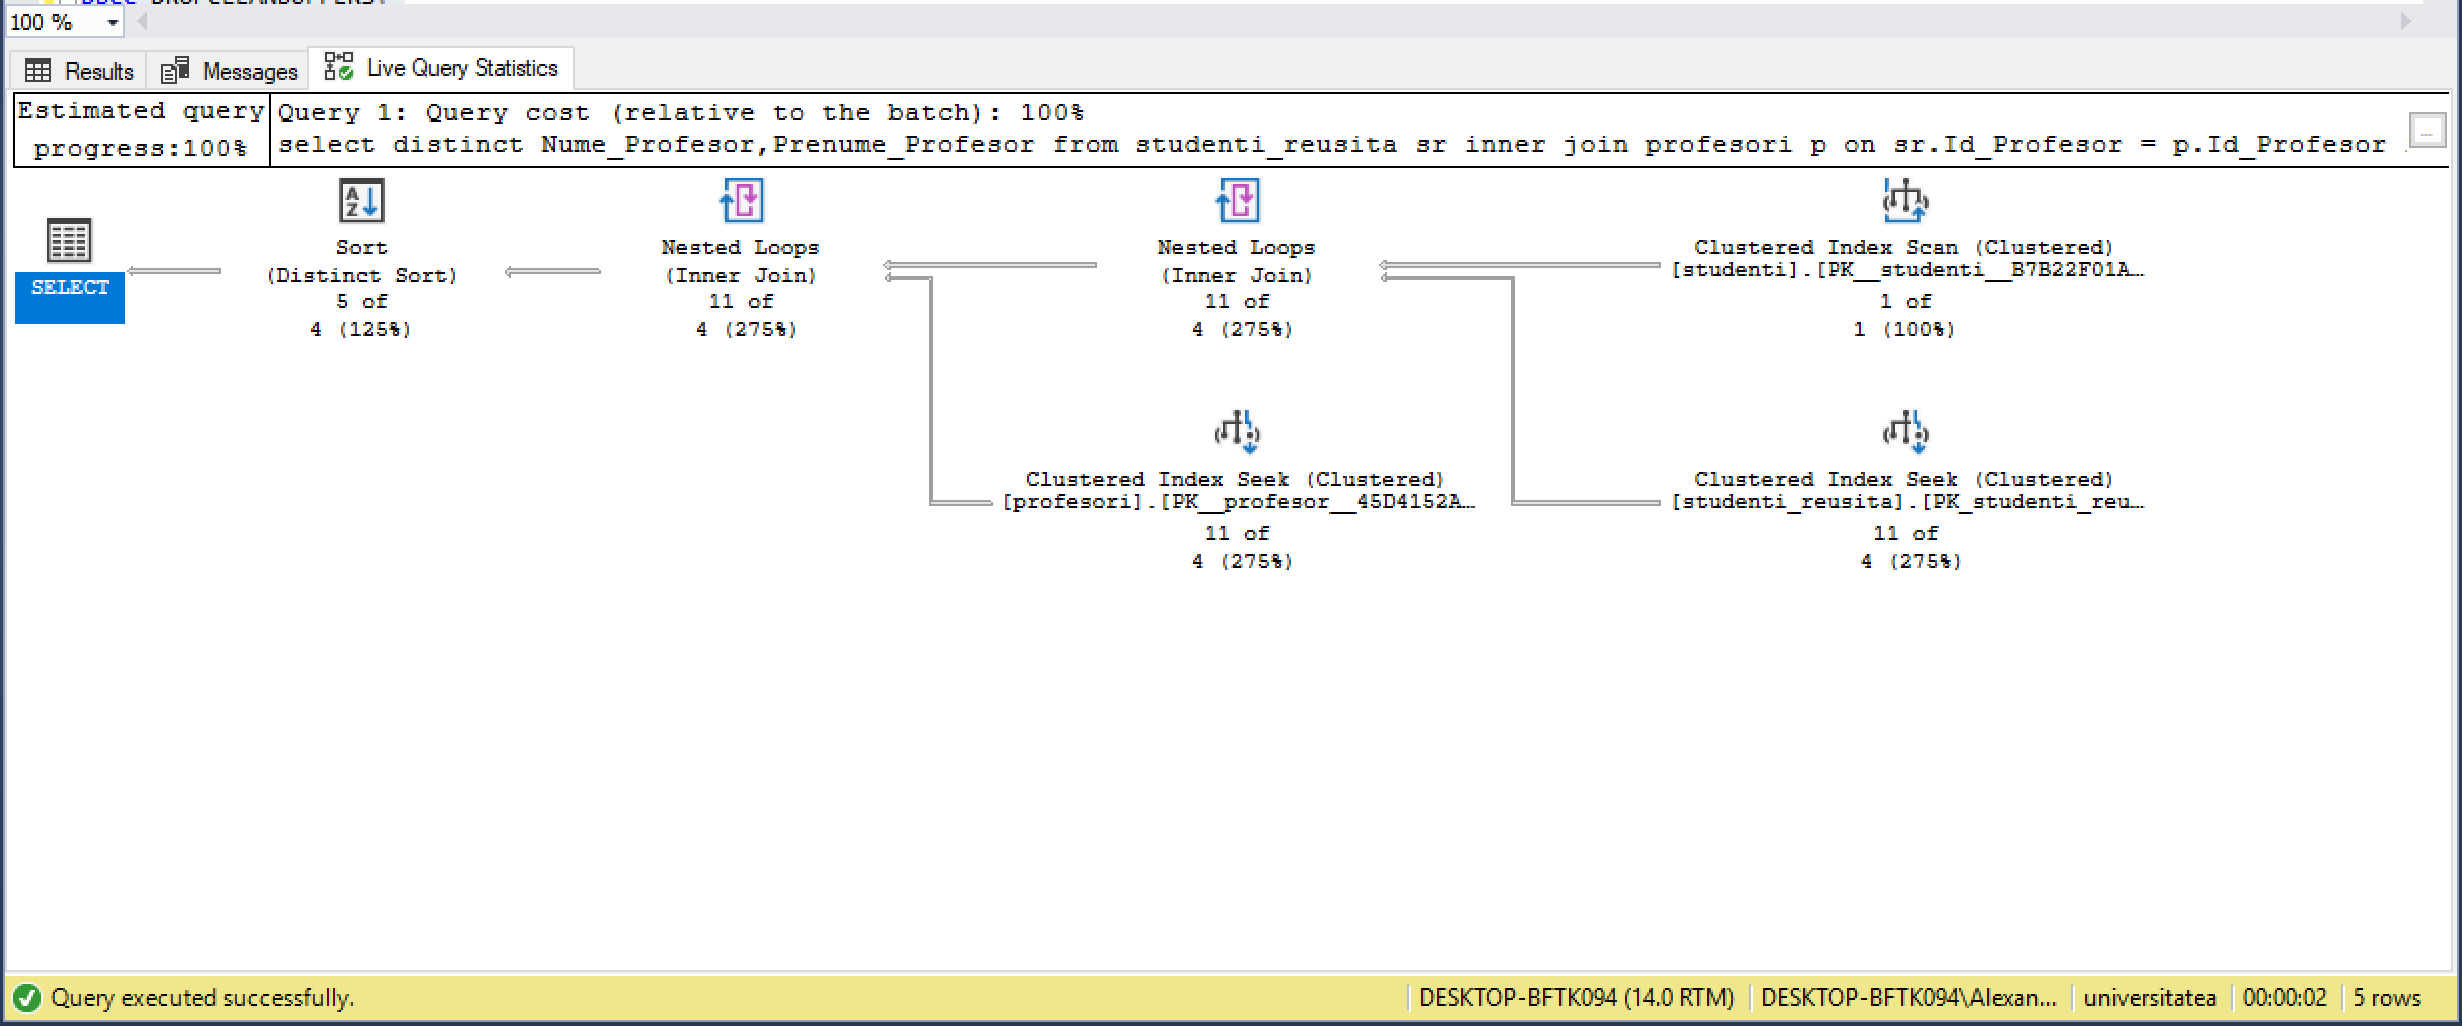 100 %
Results
Messages
Live Query Statistics
Estimated query
progress:100%
Query 1: Query cost (relative to the batch): 100%
select distinct Nume_Profesor,Prenume_Profesor from studenti_reusita sr inner join profesori p on sr.Id_Profesor = p.Id_Profesor
...
SELECT
Sort
(Distinct Sort)
5 of
4 (125%)
Nested Loops
(Inner Join)
11 of
4 (275%)
Nested Loops
(Inner Join)
11 of
4 (275%)
Clustered Index Scan (Clustered)
[studenti].[PK__studenti__B7B22F01A…
1 of
1 (100%)
Clustered Index Seek (Clustered)
[profesori].[PK__profesor__45D4152A…
11 of
4 (275%)
Clustered Index Seek (Clustered)
[studenti_reusita].[PK_studenti_reu…
11 of
4 (275%)
Query executed successfully.
DESKTOP-BFTK094 (14.0 RTM)
DESKTOP-BFTK094\Alexan...
universitatea
00:00:02
5 rows